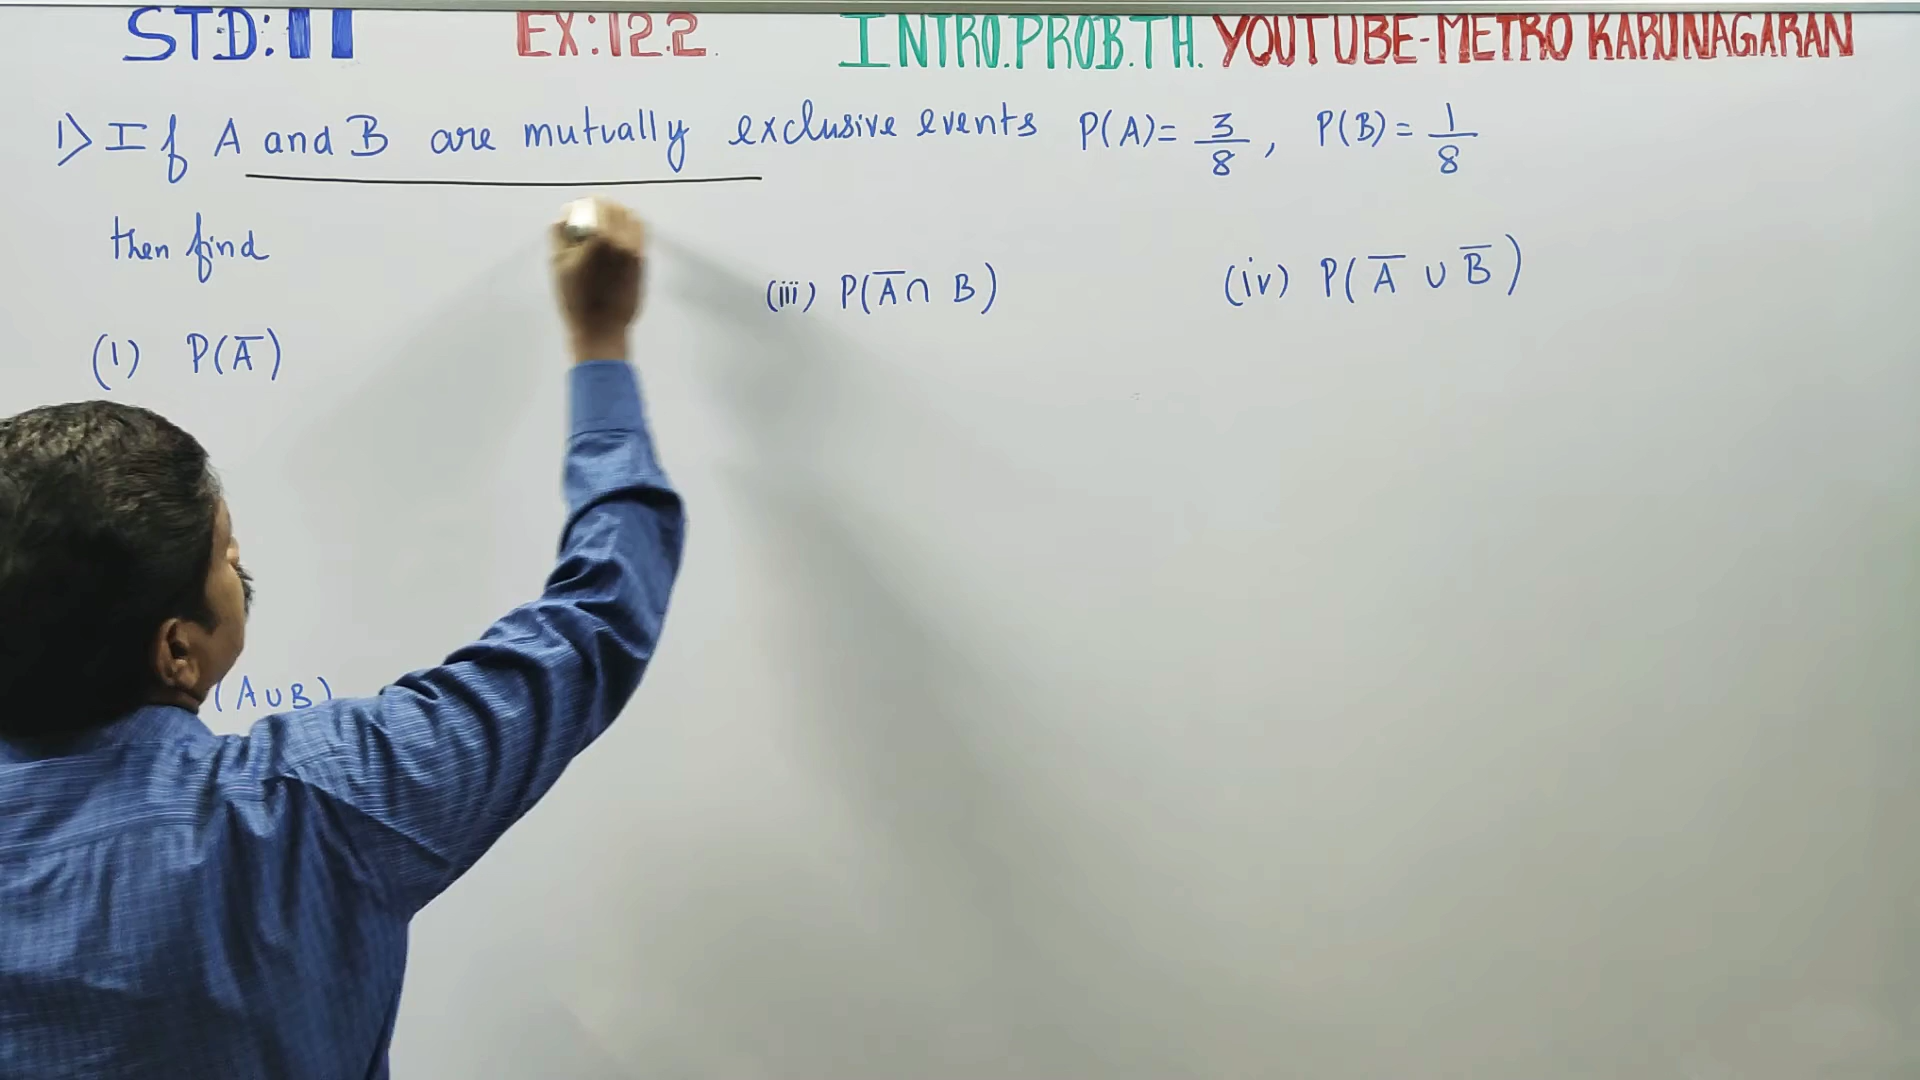 STD: 11 EX: 12.2. INTRO.PROB.TH. YOUTUBE-METRO KARUNAGARAN
1) If A and B are mutually exclusive events P(A)= 3/8, P(B)= 1/8
then find
(iii) P(A̅∩ B) (iv) P( A̅ ∪ B̅ )
(1) P(A̅)
(A∪B)